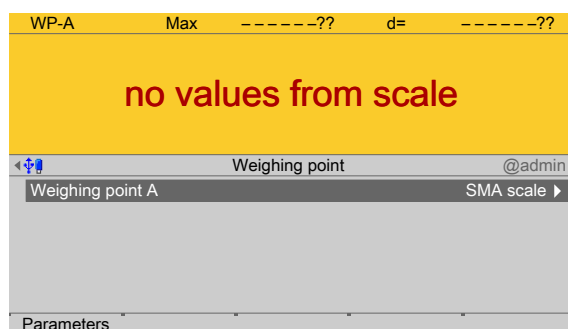 WP-A Max – – – – – –?? d= – – – – – –??
no values from scale
Weighing point @admin
Weighing point A SMA scale
Parameters